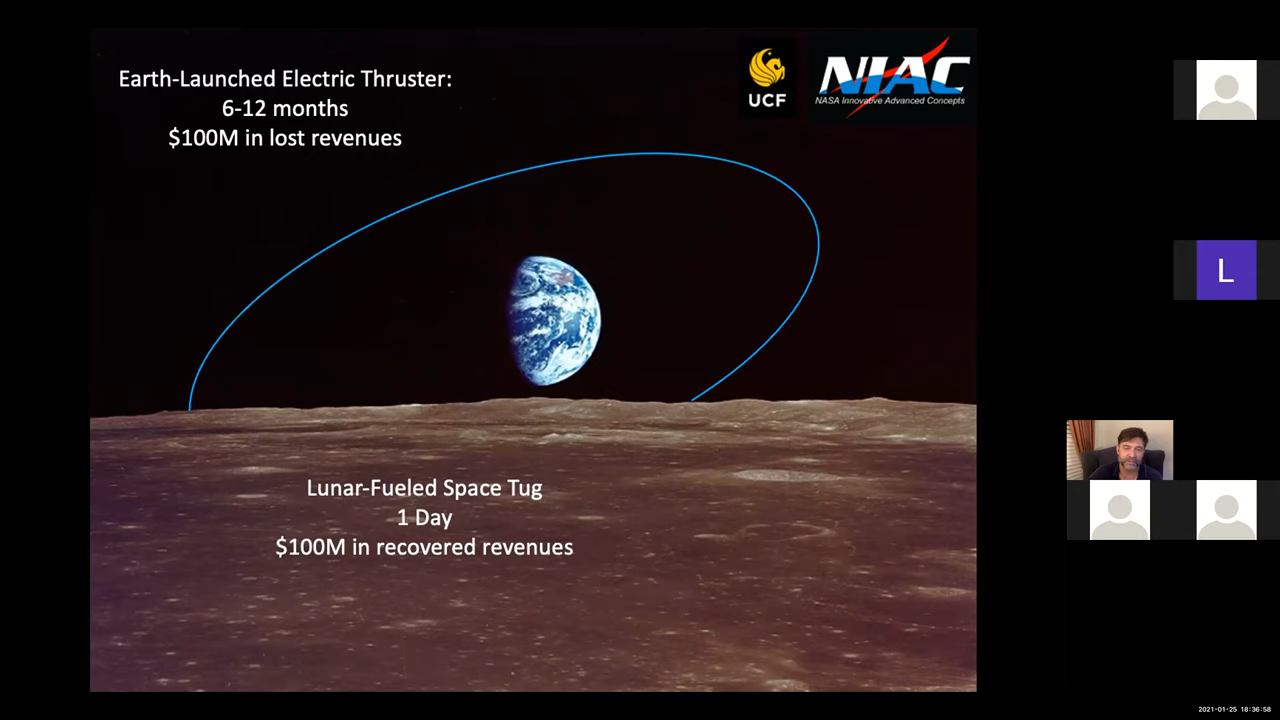 Earth-Launched Electric Thruster:
6-12 months
$100M in lost revenues
UCF
NIAC
NASA Innovative Advanced Concepts
L
Lunar-Fueled Space Tug
1 Day
$100M in recovered revenues
2021-01-25 18:36:58